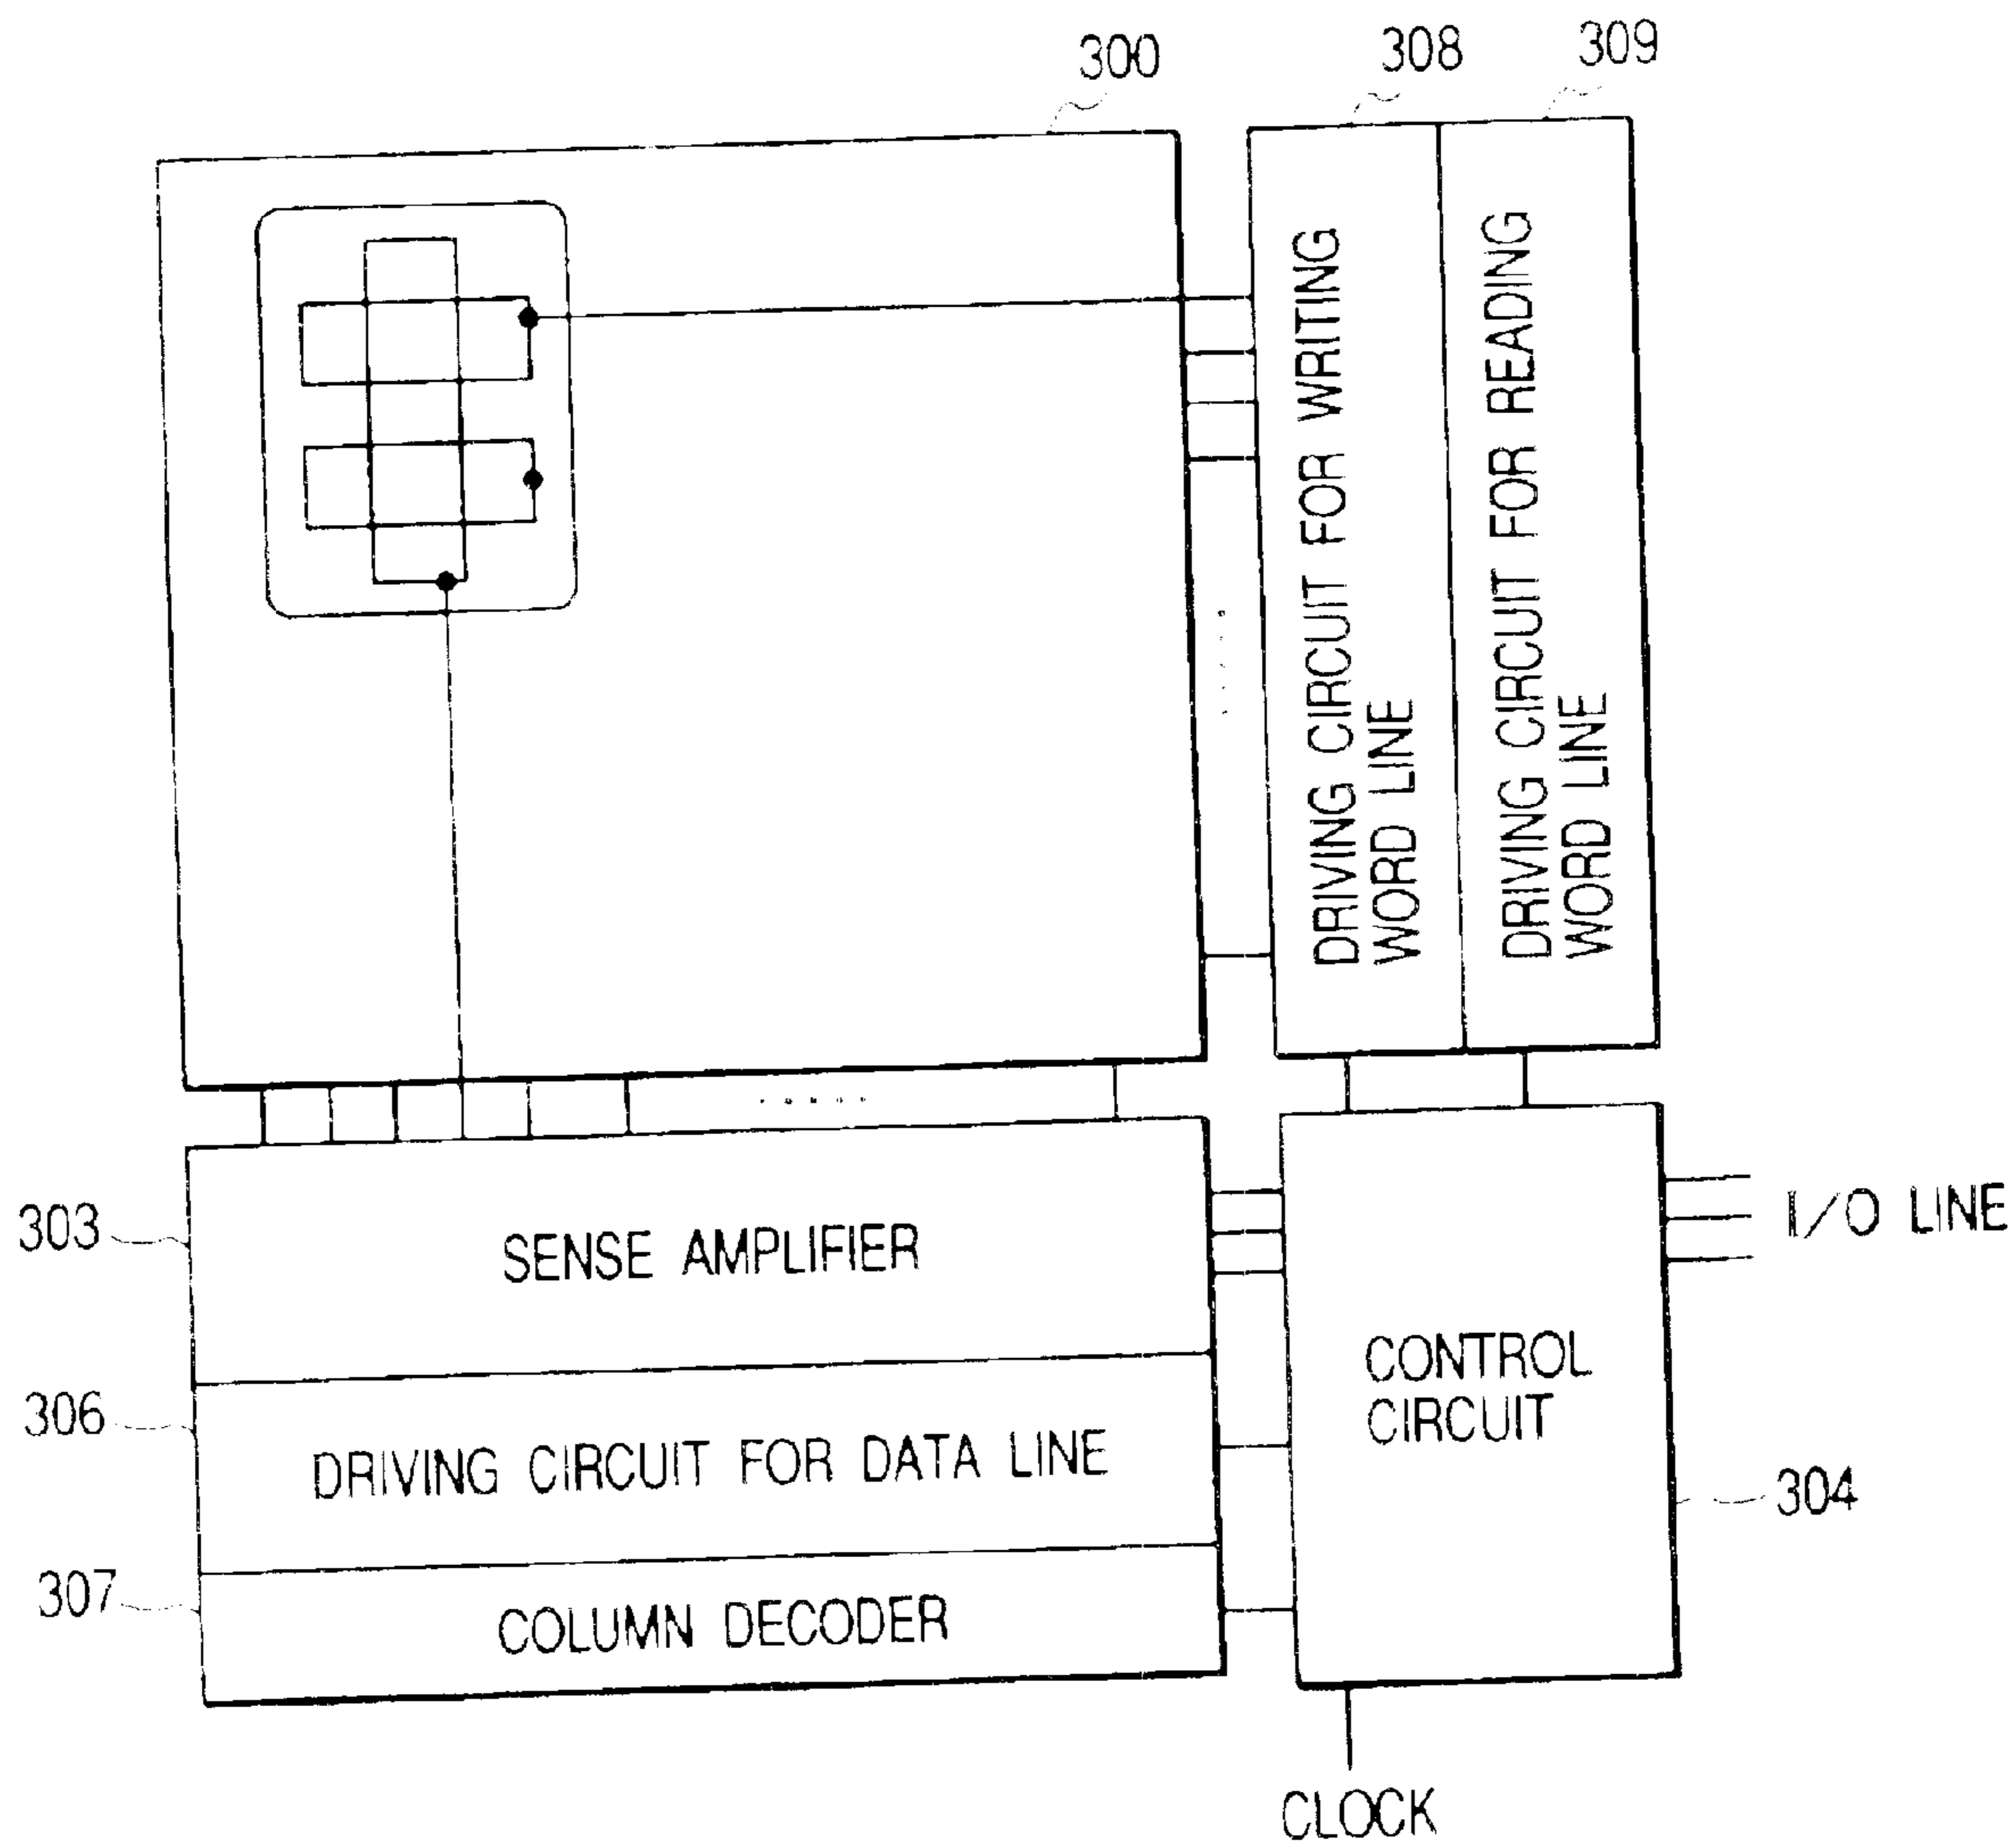 300
308
309
DRIVING CIRCUIT FOR WRITING
WORD LINE
DRIVING CIRCUIT FOR READING
WORD LINE
303
SENSE AMPLIFIER
I/O LINE
306
DRIVING CIRCUIT FOR DATA LINE
CONTROL
CIRCUIT
304
307
COLUMN DECODER
CLOCK